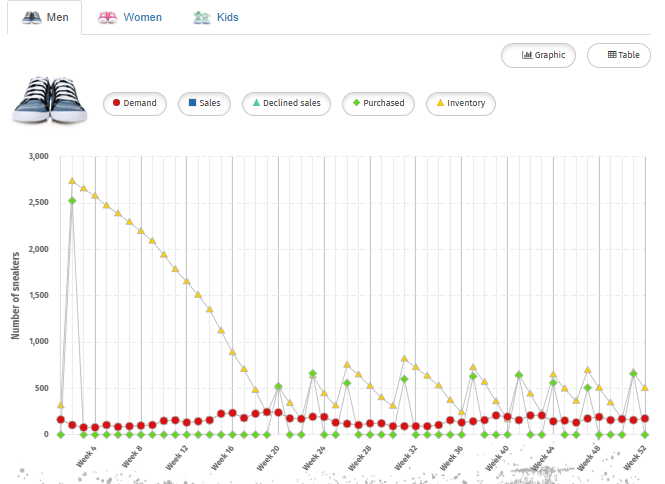 Men Women Kids
Graphic Table
Demand Sales Declined sales Purchased Inventory
Number of sneakers
3,000
2,500
2,000
1,500
1,000
500
0
Week 4 Week 8 Week 12 Week 16 Week 20 Week 24 Week 28 Week 32 Week 36 Week 40 Week 44 Week 48 Week 52